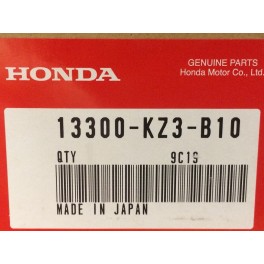 GENUINE PARTS
HONDA
Honda Motor Co., Ltd.
13300-KZ3-B10
QTY 9C1S
MADE IN JAPAN